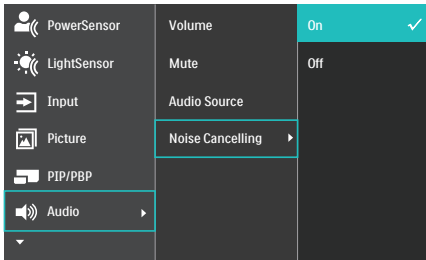 PowerSensor
LightSensor
Input
Picture
PIP/PBP
Audio
Volume
Mute
Audio Source
Noise Cancelling
On
Off